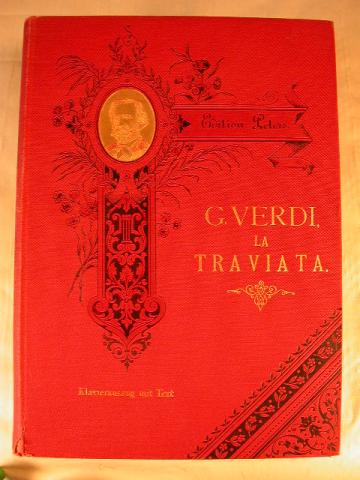 Edition Peters.
G. VERDI,
LA
TRAVIATA.
Klavierauszug mit Text